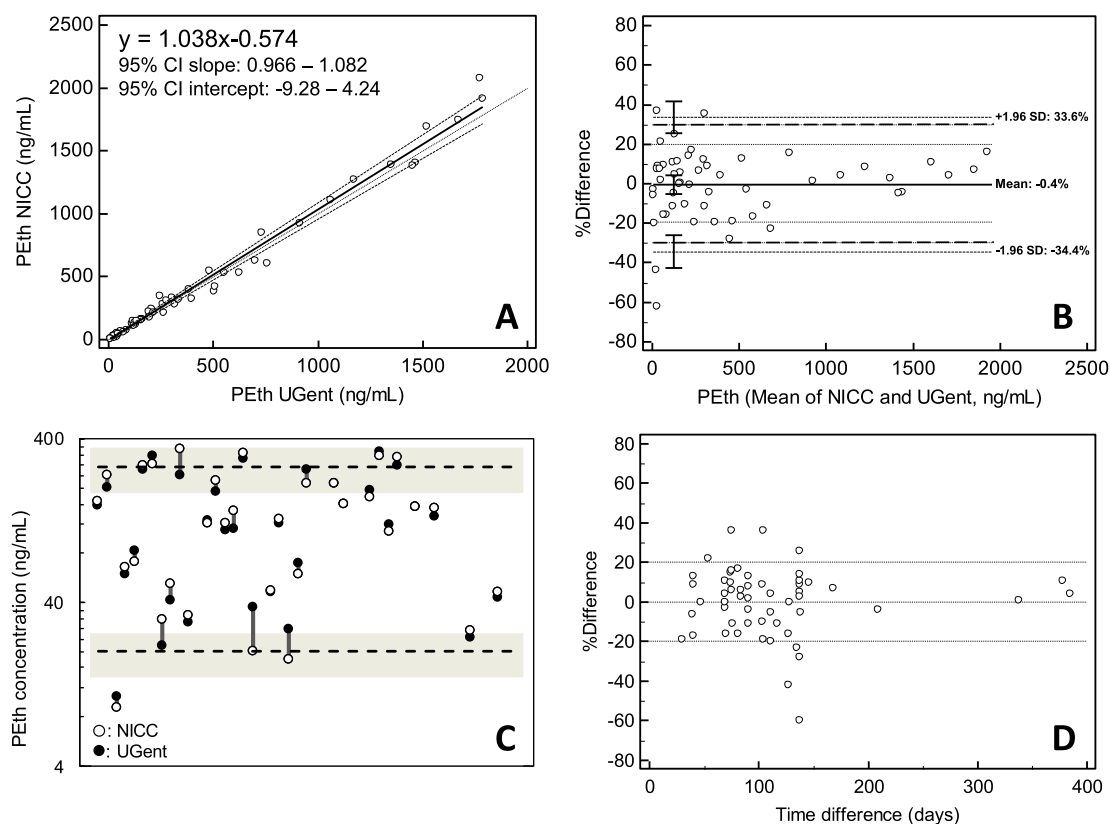 2500
2000
1500
1000
500
0
PEth NICC (ng/mL)
y = 1.038x-0.574
95% CI slope: 0.966 – 1.082
95% CI intercept: -9.28 – 4.24
A
0
500
1000
1500
2000
PEth UGent (ng/mL)
80
60
40
20
0
-20
-40
-60
-80
%Difference
+1.96 SD: 33.6%
Mean: -0.4%
-1.96 SD: -34.4%
B
0
500
1000
1500
2000
2500
PEth (Mean of NICC and UGent, ng/mL)
400
40
4
PEth concentration (ng/mL)
: NICC
: UGent
C
80
60
40
20
0
-20
-40
-60
-80
%Difference
D
0
100
200
300
400
Time difference (days)